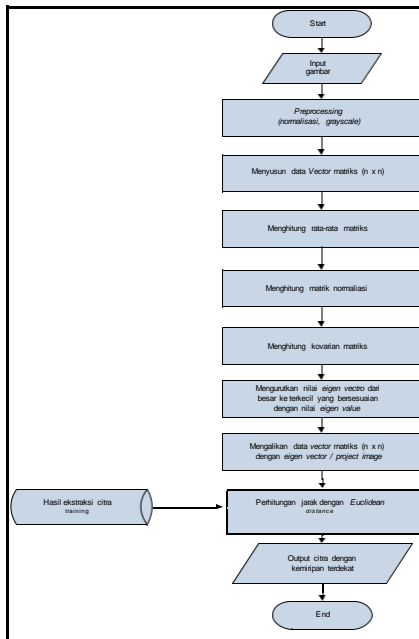 Start
Input
gambar
Preprocessing
(normalisasi, grayscale)
Menyusun data Vector matriks (n x n)
Menghitung rata-rata matriks
Menghitung matrik normaliasi
Menghitung kovarian matriks
Mengurutkan nilai eigen vectro dari
besar ke terkecil yang bersesuaian
dengan nilai eigen value
Mengalikan data vector matriks (n x n)
dengan eigen vector / project image
Hasil ekstraksi citra
training
Perhitungan jarak dengan Euclidean
distance
Output citra dengan
kemiripan terdekat
End